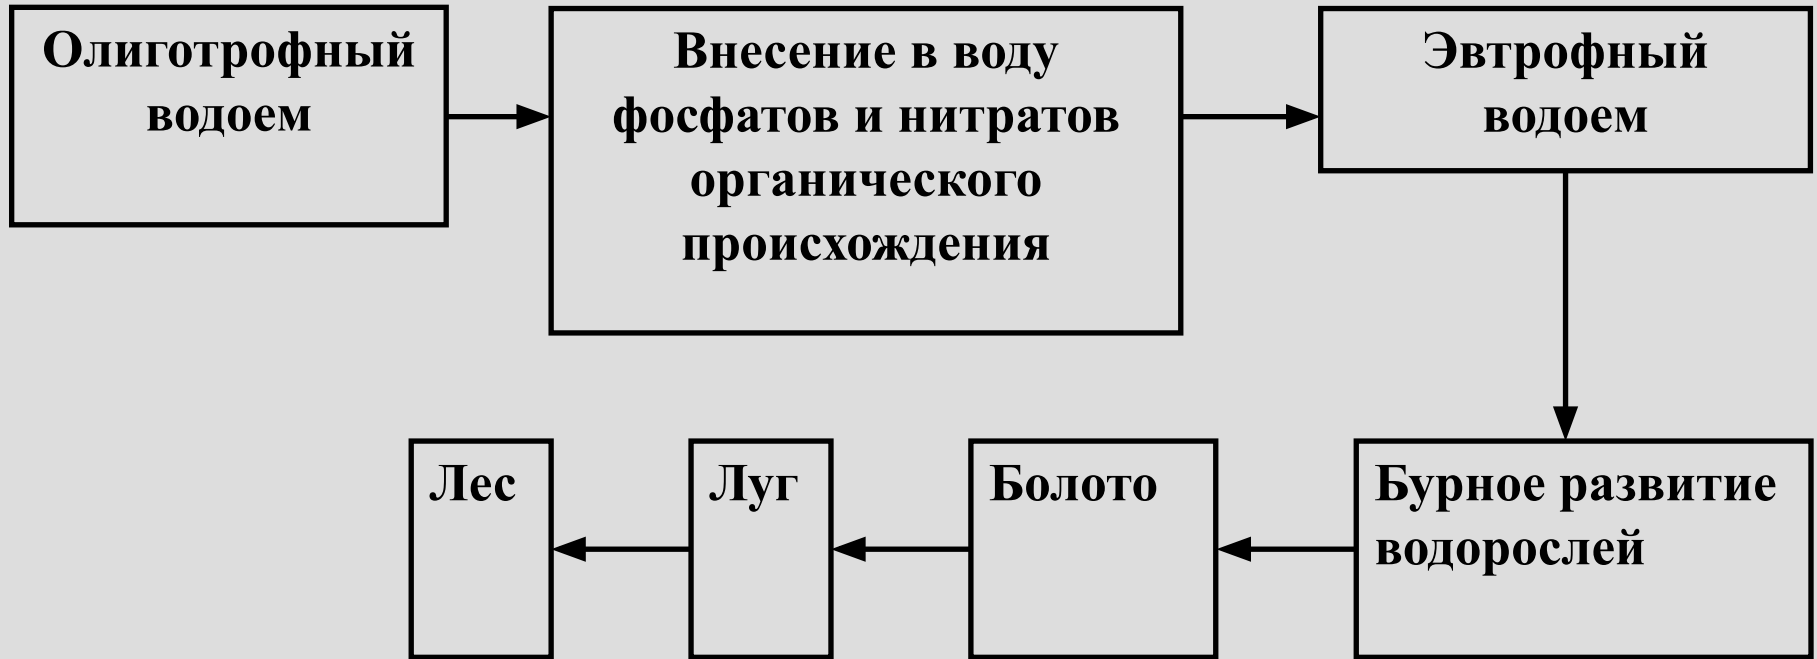 Олиготрофный
водоем
Внесение в воду
фосфатов и нитратов
органического
происхождения
Эвтрофный
водоем
Бурное развитие
водорослей
Болото
Луг
Лес